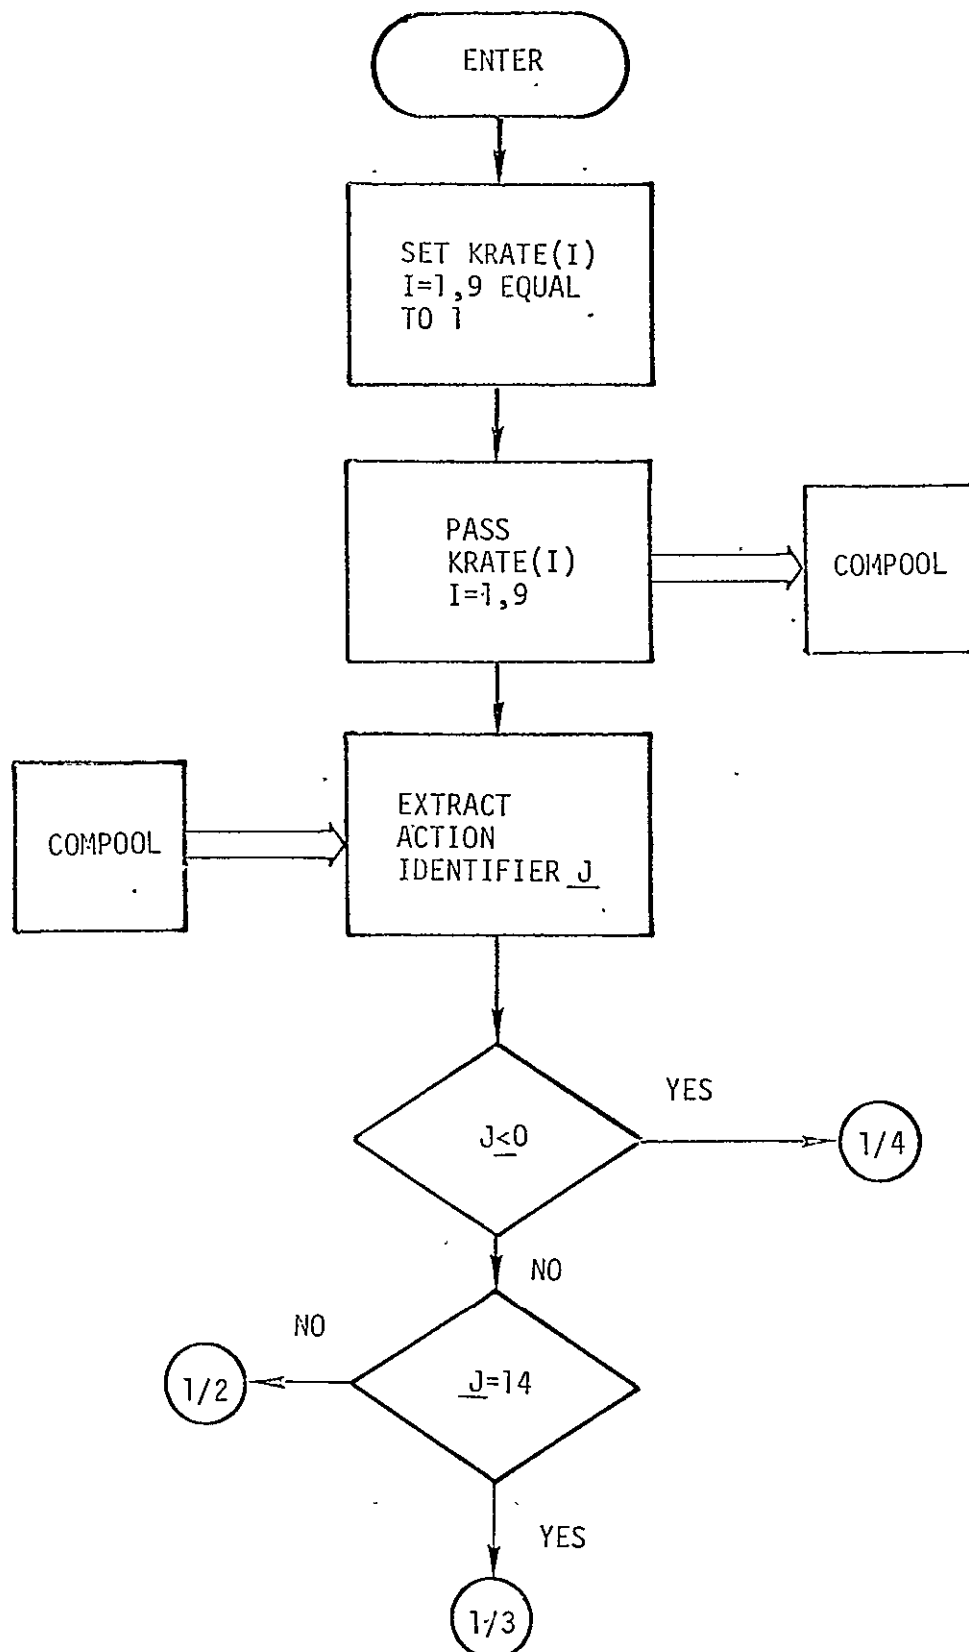 ENTER
SET KRATE(I)
I=1,9 EQUAL
TO 1
PASS
KRATE(I)
I=1,9
COMPOOL
COMPOOL
EXTRACT
ACTION
IDENTIFIER J
J≤0
YES
1/4
NO
NO
J=14
1/2
YES
1/3